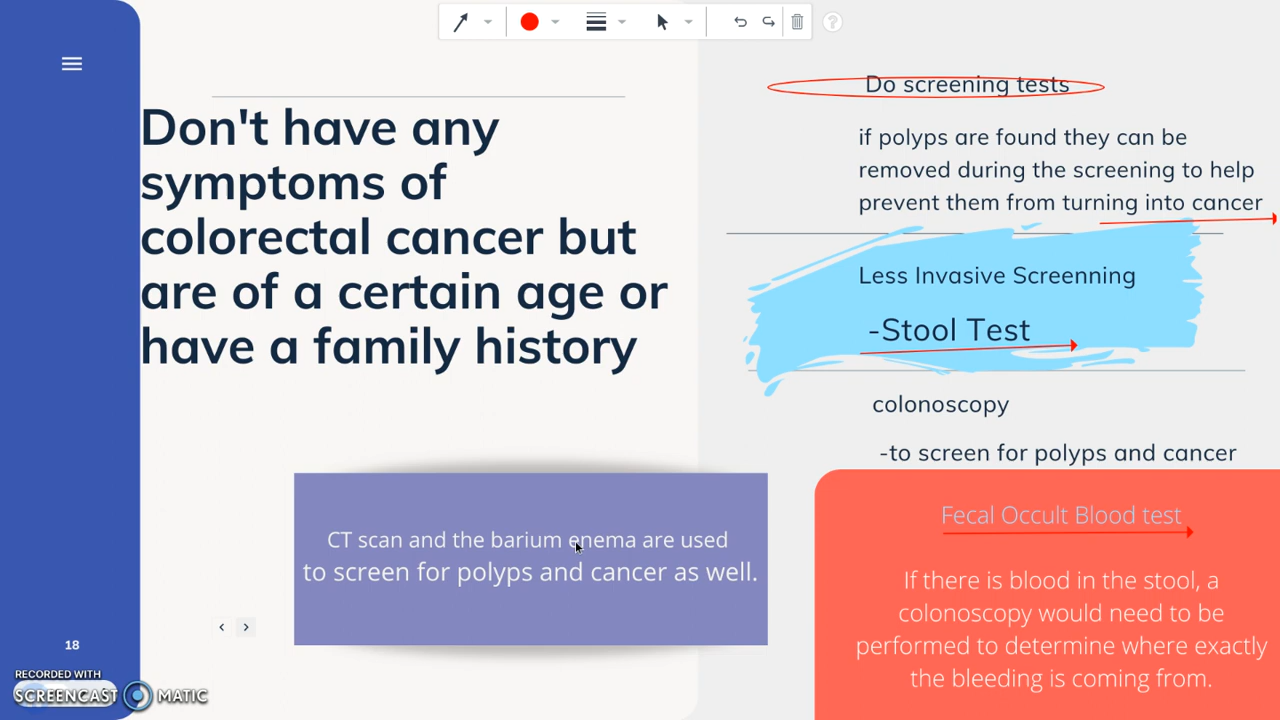 Don't have any
symptoms of
colorectal cancer but
are of a certain age or
have a family history
Do screening tests
if polyps are found they can be
removed during the screening to help
prevent them from turning into cancer
Less Invasive Screenning
-Stool Test
colonoscopy
-to screen for polyps and cancer
CT scan and the barium enema are used
to screen for polyps and cancer as well.
Fecal Occult Blood test
If there is blood in the stool, a
colonoscopy would need to be
performed to determine where exactly
the bleeding is coming from.
18
RECORDED WITH
SCREENCAST MATIC